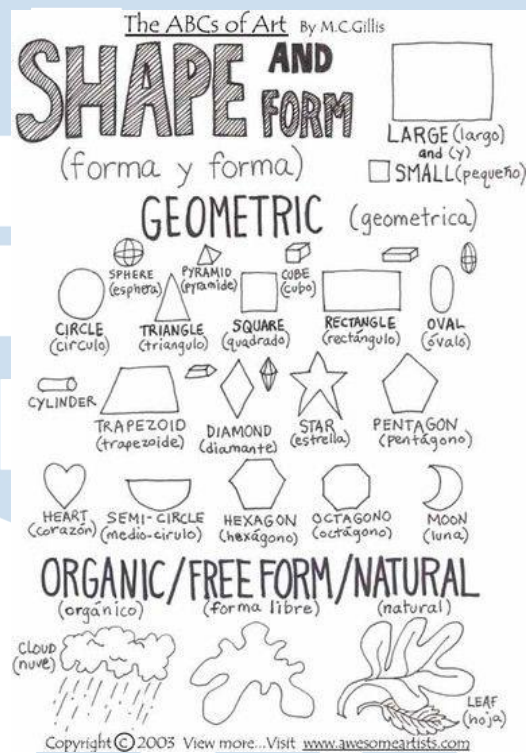 The ABCs of Art By M.C.Gillis
SHAPE AND FORM
(forma y forma)
LARGE (largo)
and (y)
SMALL (pequeño)
GEOMETRIC (geometrica)
SPHERE (esphera)
PYRAMID (pyramide)
CUBE (cubo)
CIRCLE (circulo)
TRIANGLE (triangulo)
SQUARE (quadrado)
RECTANGLE (rectángulo)
OVAL (óvalo)
CYLINDER
TRAPEZOID (trapezoide)
DIAMOND (diamante)
STAR (estrella)
PENTAGON (pentágono)
HEART (corazón)
SEMI-CIRCLE (medio-cirulo)
HEXAGON (hexágono)
OCTAGONO (octágono)
MOON (luna)
ORGANIC/FREE FORM/NATURAL
(orgánico) (forma libre) (natural)
CLOUD (nuve)
LEAF (hoja)
Copyright © 2003 View more...Visit www.awesomeartists.com